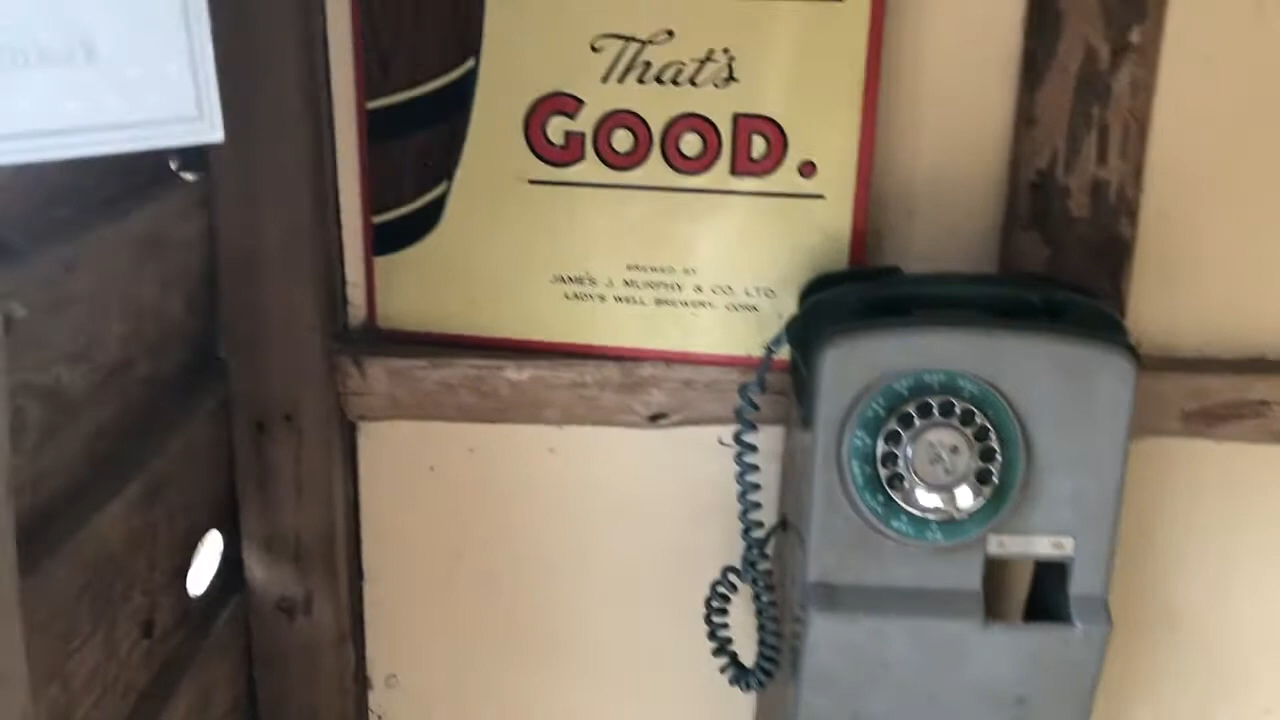 That's
GOOD.
BREWED BY
JAMES J. MURPHY & CO. LTD.
LADY'S WELL BREWERY, CORK